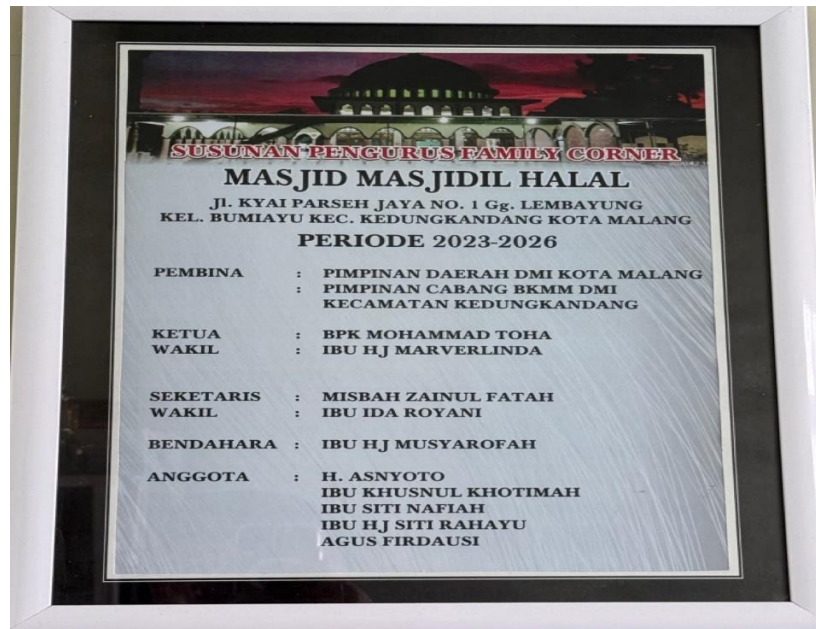 SUSUNAN PENGURUS FAMILY CORNER
MASJID MASJIDIL HALAL
Jl. KYAI PARSEH JAYA NO. 1 Gg. LEMBAYUNG
KEL. BUMIAYU KEC. KEDUNGKANDANG KOTA MALANG
PERIODE 2023-2026
PEMBINA : PIMPINAN DAERAH DMI KOTA MALANG
: PIMPINAN CABANG BKMM DMI
KECAMATAN KEDUNGKANDANG
KETUA : BPK MOHAMMAD TOHA
WAKIL : IBU HJ MARVERLINDA
SEKETARIS : MISBAH ZAINUL FATAH
WAKIL : IBU IDA ROYANI
BENDAHARA : IBU HJ MUSYAROFAH
ANGGOTA : H. ASNYOTO
IBU KHUSNUL KHOTIMAH
IBU SITI NAFIAH
IBU HJ SITI RAHAYU
AGUS FIRDAUSI